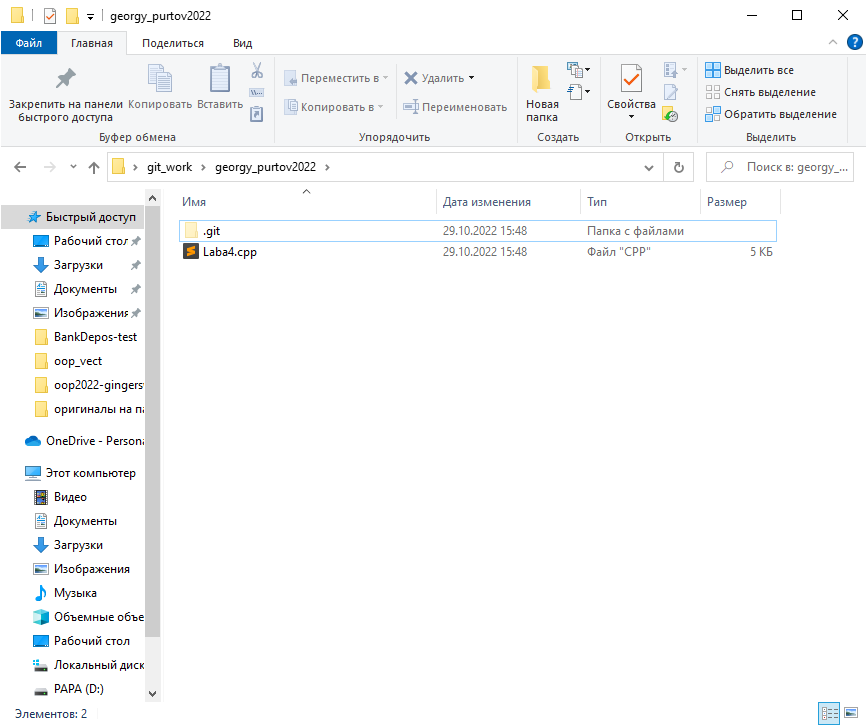 georgy_purtov2022
Файл Главная Поделиться Вид
Закрепить на панели быстрого доступа
Копировать
Вставить
Буфер обмена
Переместить в
Копировать в
Удалить
Переименовать
Упорядочить
Новая папка
Создать
Свойства
Открыть
Выделить все
Снять выделение
Обратить выделение
Выделить
git_work georgy_purtov2022
Поиск в: georgy_...
Имя Дата изменения Тип Размер
.git 29.10.2022 15:48 Папка с файлами
Laba4.cpp 29.10.2022 15:48 Файл "CPP" 5 КБ
Быстрый доступ
Рабочий стол
Загрузки
Документы
Изображения
BankDepos-test
oop_vect
oop2022-gingers
оригиналы на па
OneDrive - Persona
Этот компьютер
Видео
Документы
Загрузки
Изображения
Музыка
Объемные объе
Рабочий стол
Локальный диск
PAPA (D:)
Элементов: 2